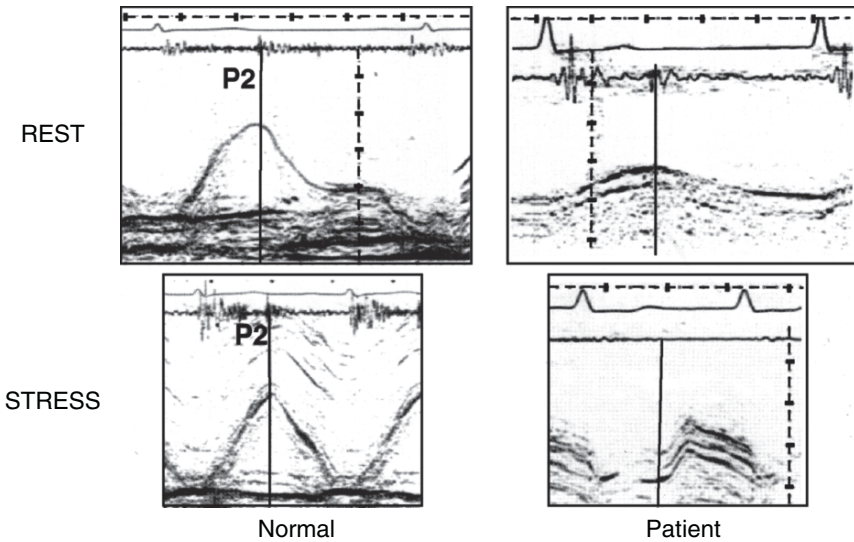 P2
REST
P2
STRESS
Normal
Patient